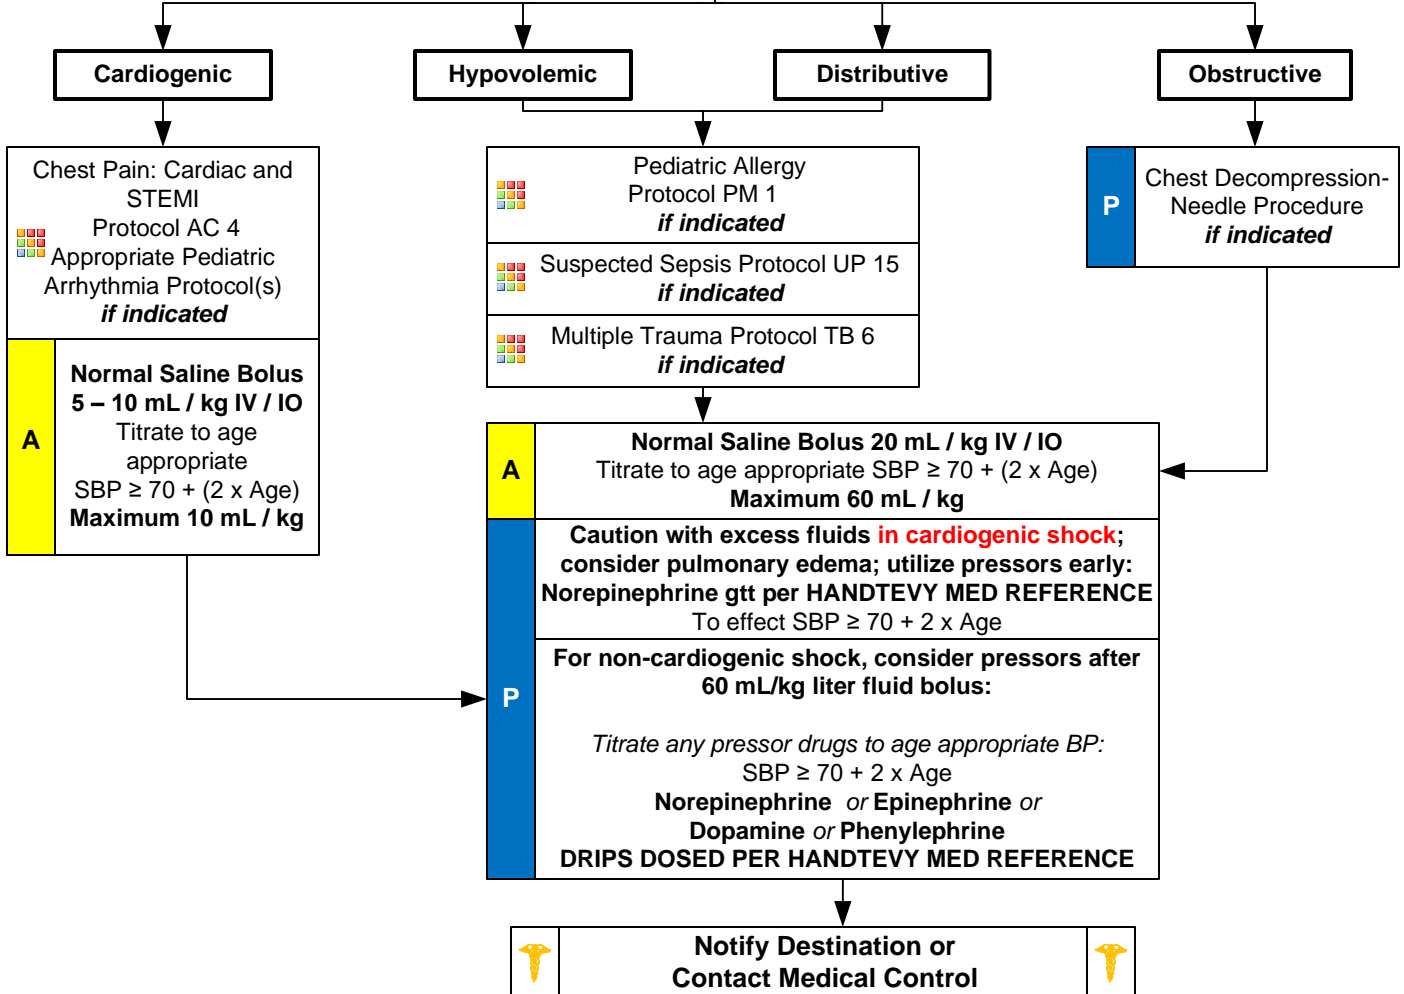 Cardiogenic
Hypovolemic
Distributive
Obstructive
Chest Pain: Cardiac and
STEMI
Protocol AC 4
Appropriate Pediatric
Arrhythmia Protocol(s)
if indicated
A
Normal Saline Bolus
5 – 10 mL / kg IV / IO
Titrate to age
appropriate
SBP ≥ 70 + (2 x Age)
Maximum 10 mL / kg
Pediatric Allergy
Protocol PM 1
if indicated
Suspected Sepsis Protocol UP 15
if indicated
Multiple Trauma Protocol TB 6
if indicated
P
Chest Decompression-
Needle Procedure
if indicated
A
Normal Saline Bolus 20 mL / kg IV / IO
Titrate to age appropriate SBP ≥ 70 + (2 x Age)
Maximum 60 mL / kg
P
Caution with excess fluids in cardiogenic shock;
consider pulmonary edema; utilize pressors early:
Norepinephrine gtt per HANDTEVY MED REFERENCE
To effect SBP ≥ 70 + 2 x Age
For non-cardiogenic shock, consider pressors after
60 mL/kg liter fluid bolus:
Titrate any pressor drugs to age appropriate BP:
SBP ≥ 70 + 2 x Age
Norepinephrine or Epinephrine or
Dopamine or Phenylephrine
DRIPS DOSED PER HANDTEVY MED REFERENCE
Notify Destination or
Contact Medical Control